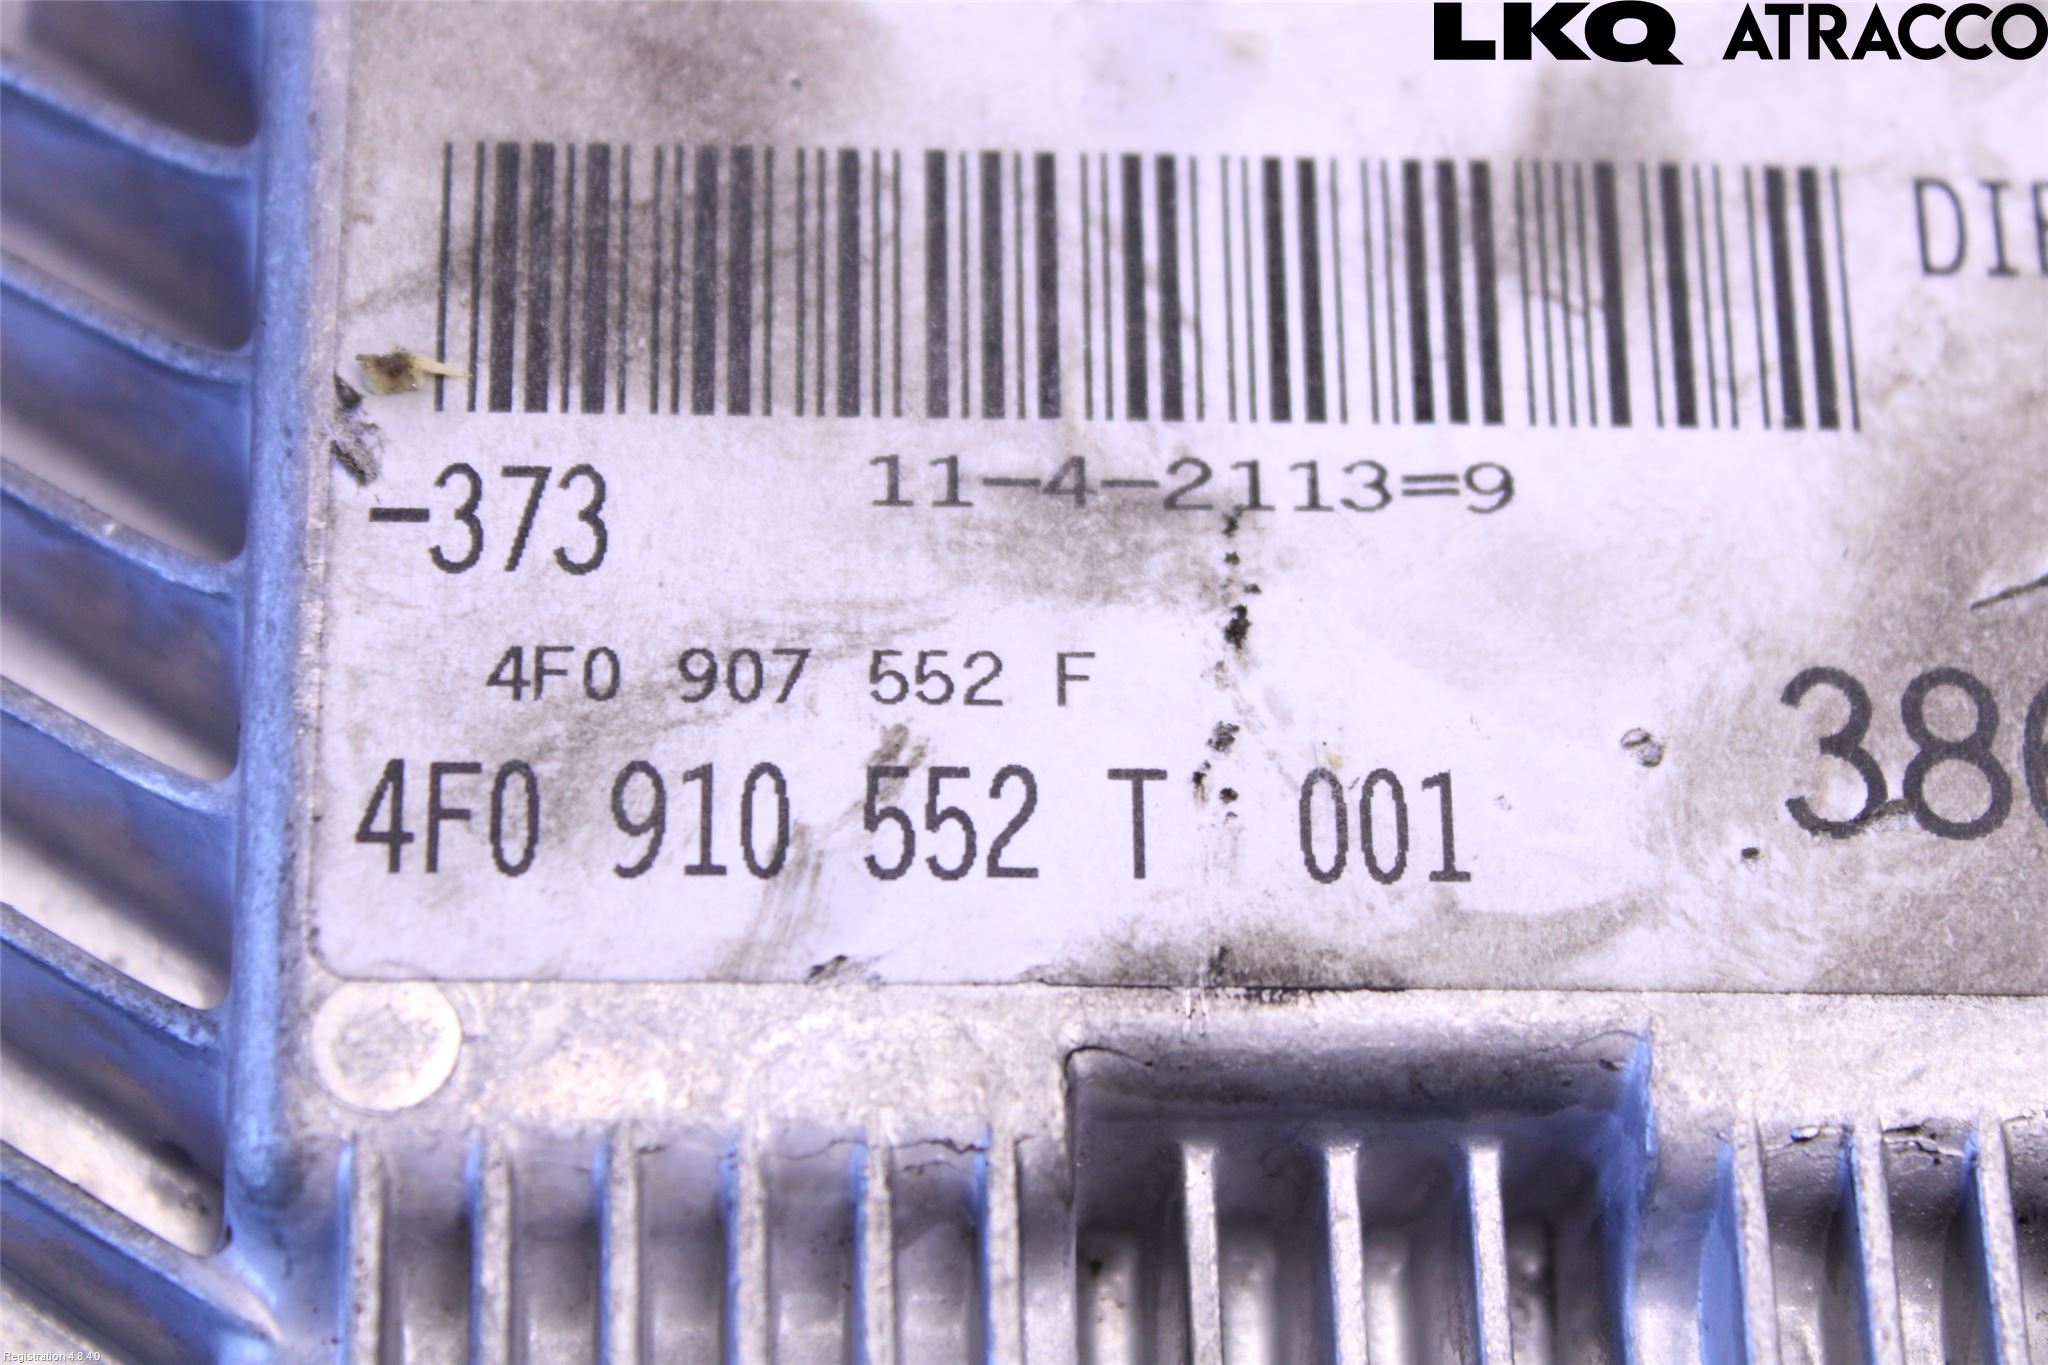 LKQ ATRACCO
-373
11-4-2113=9
4F0 907 552 F
4F0 910 552 T 001
38
Registration 4.8.4.0